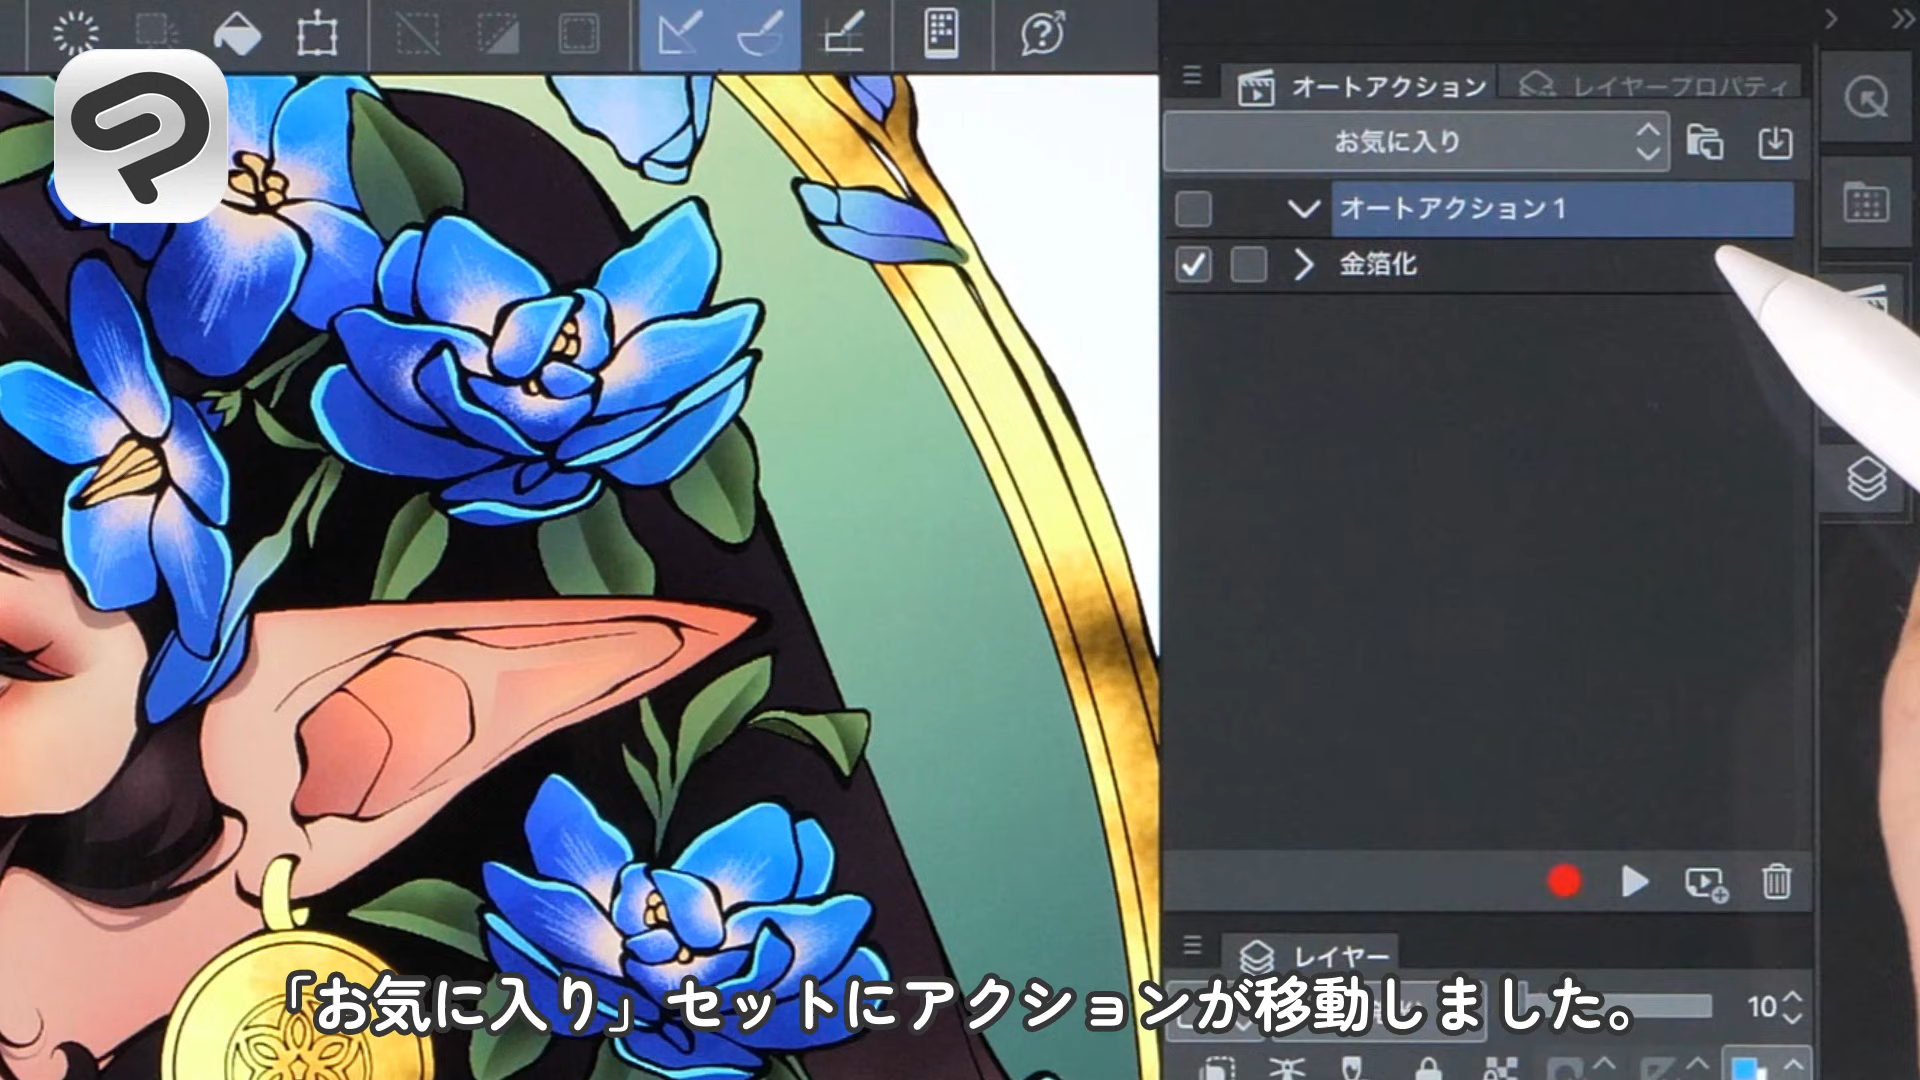 オートアクション
レイヤープロパティ
お気に入り
オートアクション1
金箔化
レイヤー
10
「お気に入り」セットにアクションが移動しました。